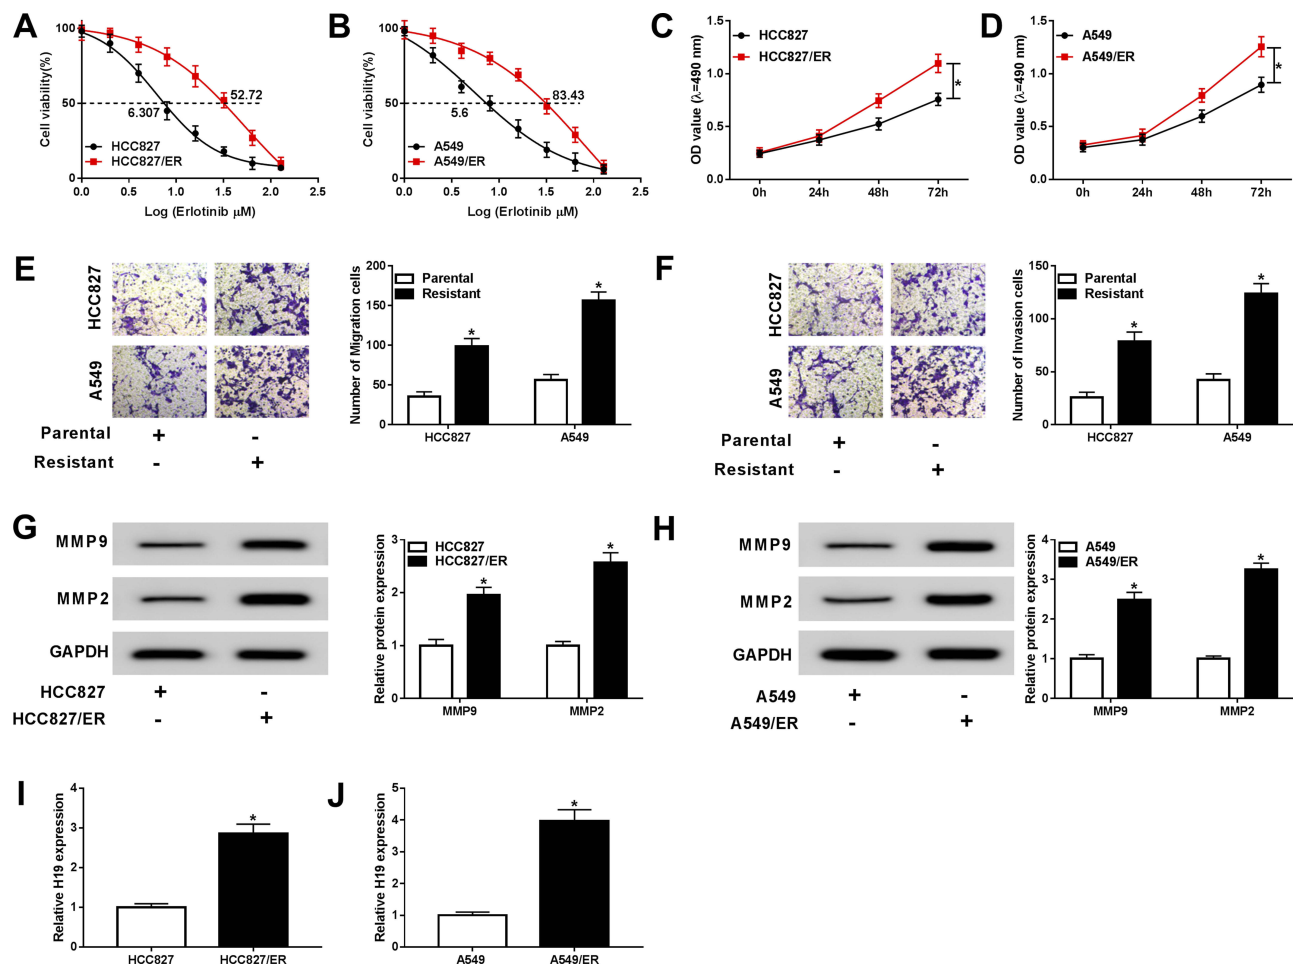 A
Cell viability(%)
100
50
0
52.72
6.307
HCC827
HCC827/ER
0.0 0.5 1.0 1.5 2.0 2.5
Log (Erlotinib μM)
B
Cell viability(%)
100
50
0
83.43
5.6
A549
A549/ER
0.0 0.5 1.0 1.5 2.0 2.5
Log (Erlotinib μM)
C
OD value (λ=490 nm)
1.5
1.0
0.5
0.0
HCC827
HCC827/ER
*
0h 24h 48h 72h
D
OD value (λ=490 nm)
1.5
1.0
0.5
0.0
A549
A549/ER
*
0h 24h 48h 72h
E
HCC827
A549
Parental + -
Resistant - +
Number of Migration cells
200
150
100
50
0
Parental
Resistant
* *
HCC827 A549
F
HCC827
A549
Parental + -
Resistant - +
Number of Invasion cells
150
100
50
0
Parental
Resistant
* *
HCC827 A549
G
MMP9
MMP2
GAPDH
HCC827 + -
HCC827/ER - +
Relative protein expression
3
2
1
0
HCC827
HCC827/ER
* *
MMP9 MMP2
H
MMP9
MMP2
GAPDH
A549 + -
A549/ER - +
Relative protein expression
4
3
2
1
0
A549
A549/ER
* *
MMP9 MMP2
I
Relative H19 expression
4
3
2
1
0
*
HCC827 HCC827/ER
J
Relative H19 expression
5
4
3
2
1
0
*
A549 A549/ER